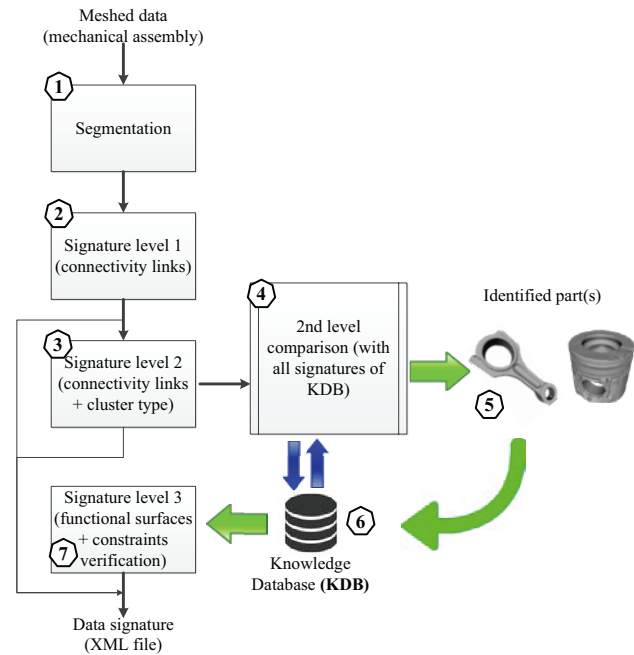 Meshed data
(mechanical assembly)
1
Segmentation
2
Signature level 1
(connectivity links)
3
Signature level 2
(connectivity links
+ cluster type)
4
2nd level
comparison (with
all signatures of
KDB)
Identified part(s)
5
6
Knowledge
Database (KDB)
Signature level 3
(functional surfaces
+ constraints
verification)
7
Data signature
(XML file)